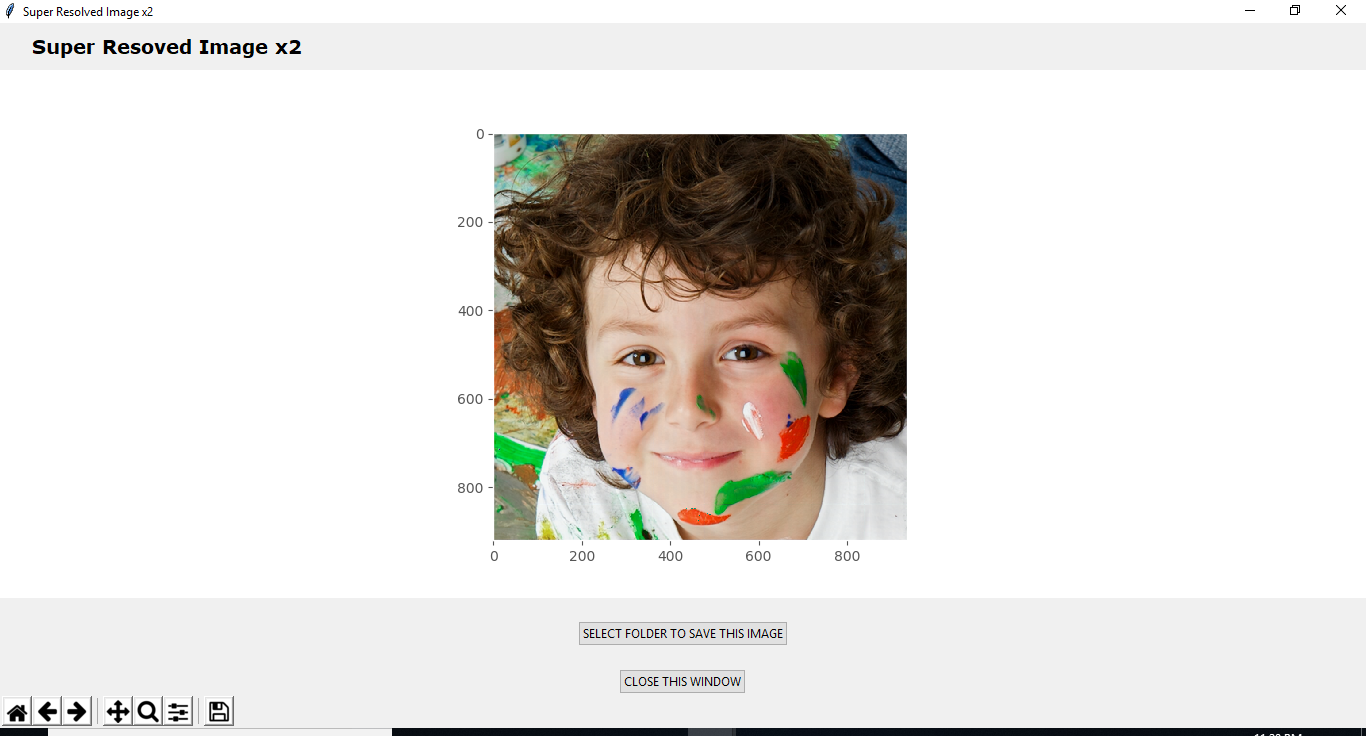 Super Resolved Image x2
Super Resoved Image x2
0
200
400
600
800
0 200 400 600 800
SELECT FOLDER TO SAVE THIS IMAGE
CLOSE THIS WINDOW